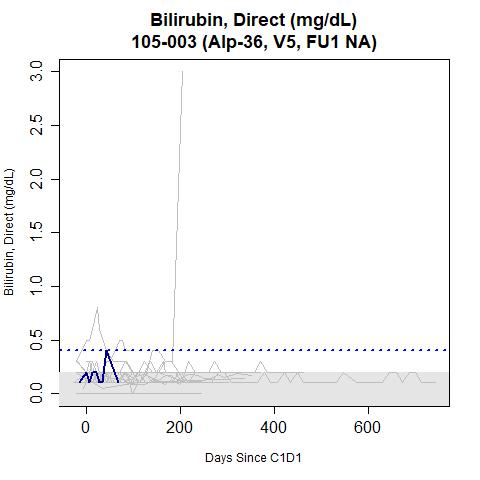 Bilirubin, Direct (mg/dL)
105-003 (Alp-36, V5, FU1 NA)
Bilirubin, Direct (mg/dL)
3.0
2.5
2.0
1.5
1.0
0.5
0.0
0 200 400 600
Days Since C1D1